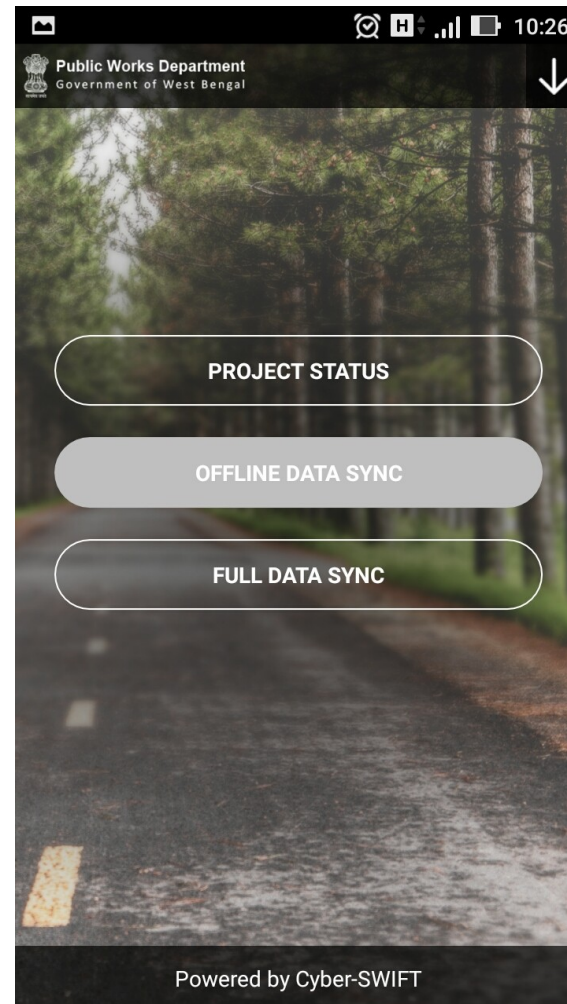 H 10:26
Public Works Department
Government of West Bengal
PROJECT STATUS
OFFLINE DATA SYNC
FULL DATA SYNC
Powered by Cyber-SWIFT